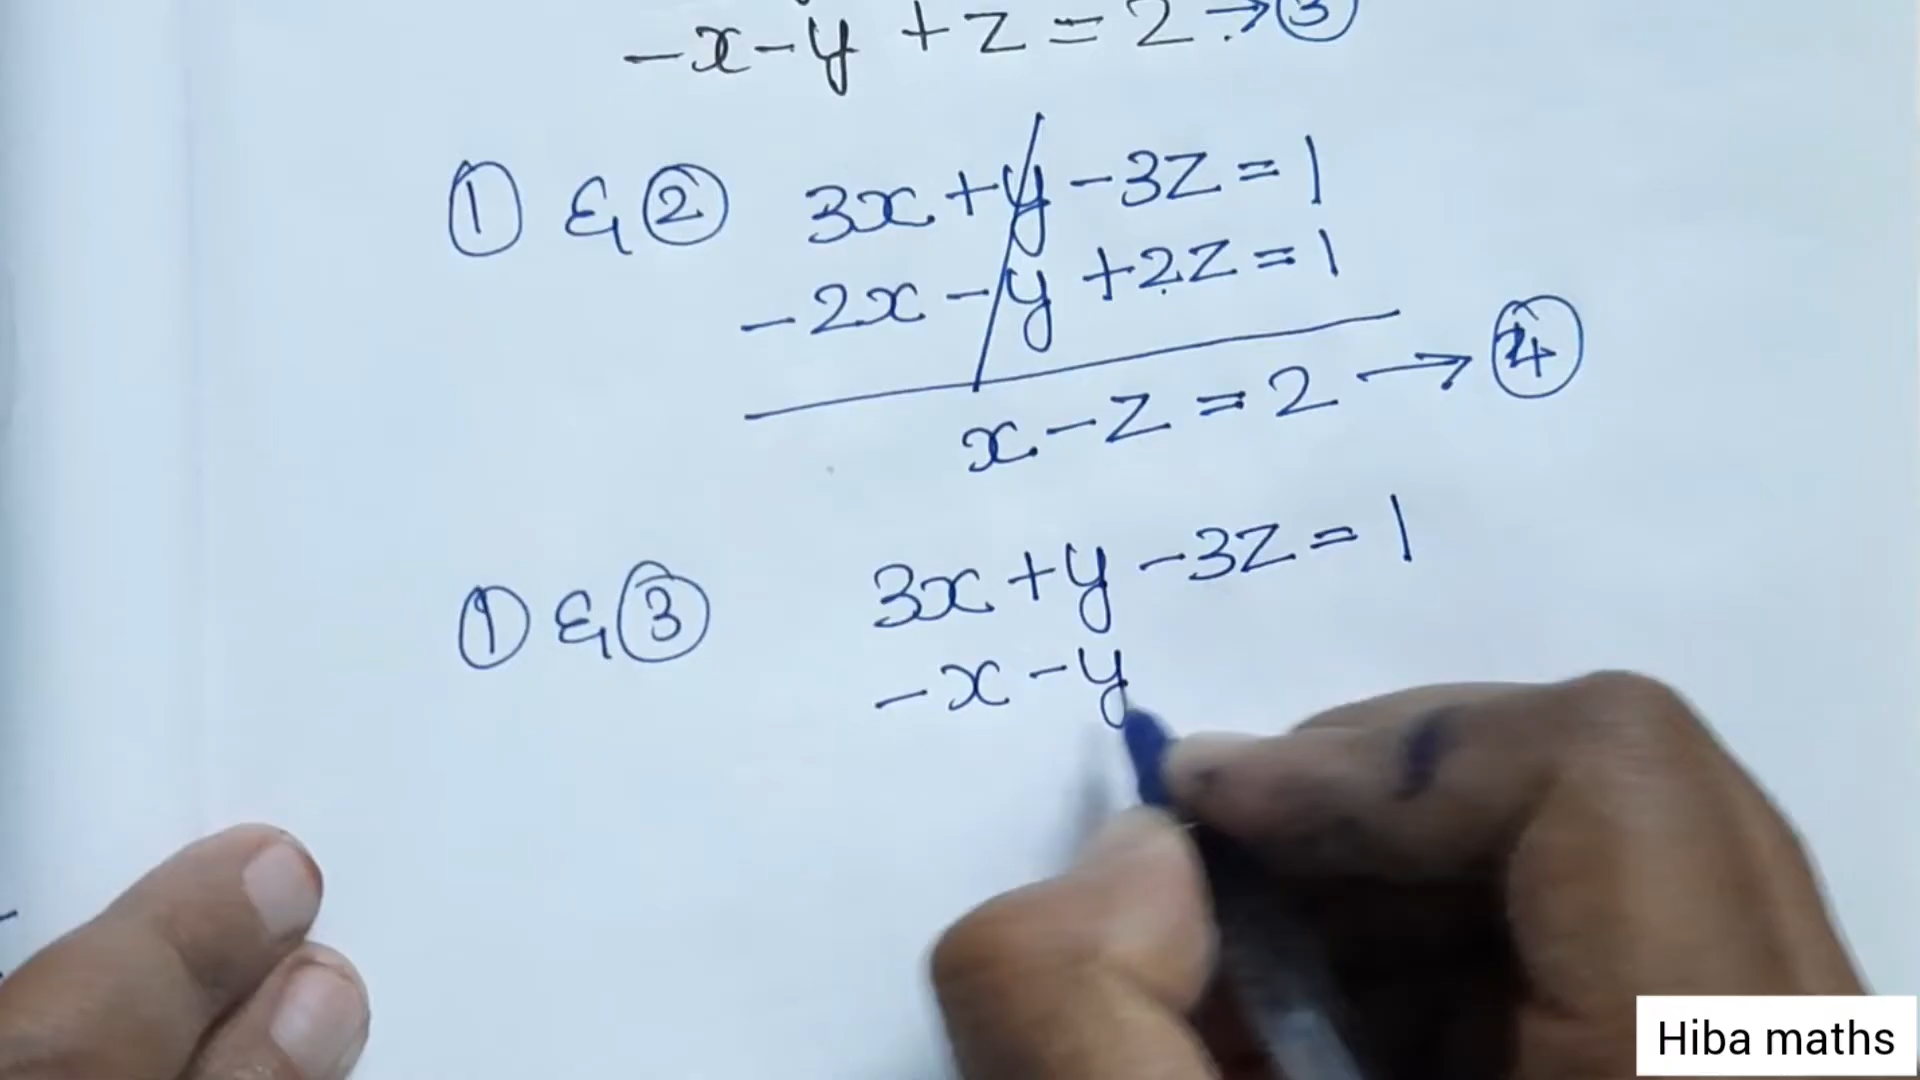 -x-y+z=2→③
① & ② 3x+y-3z=1
-2x-y+2z=1
x-z=2→④
① & ③ 3x+y-3z=1
-x-y
Hiba maths